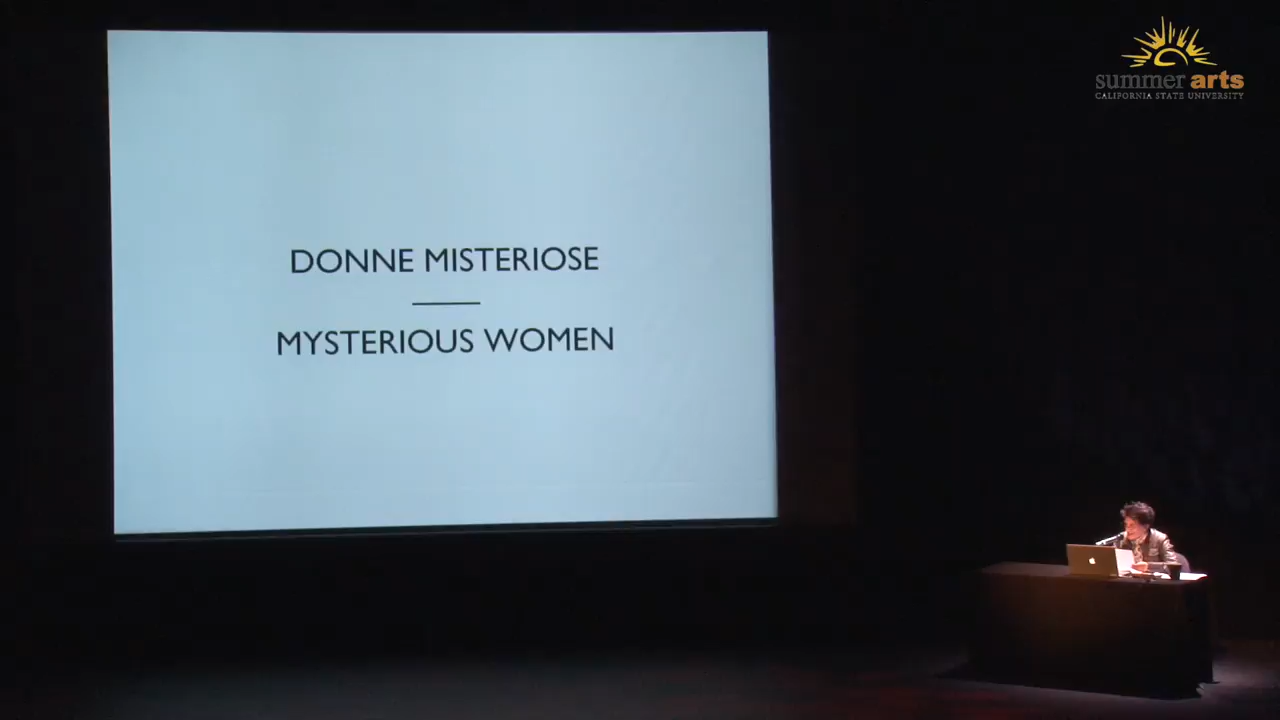 DONNE MISTERIOSE
MYSTERIOUS WOMEN
summer arts
CALIFORNIA STATE UNIVERSITY